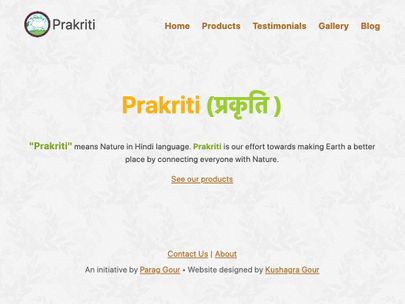 Prakriti
Home Products Testimonials Gallery Blog
Prakriti (प्रकृति )
"Prakriti" means Nature in Hindi language. Prakriti is our effort towards making Earth a better
place by connecting everyone with Nature.
See our products
Contact Us | About
An initiative by Parag Gour • Website designed by Kushagra Gour